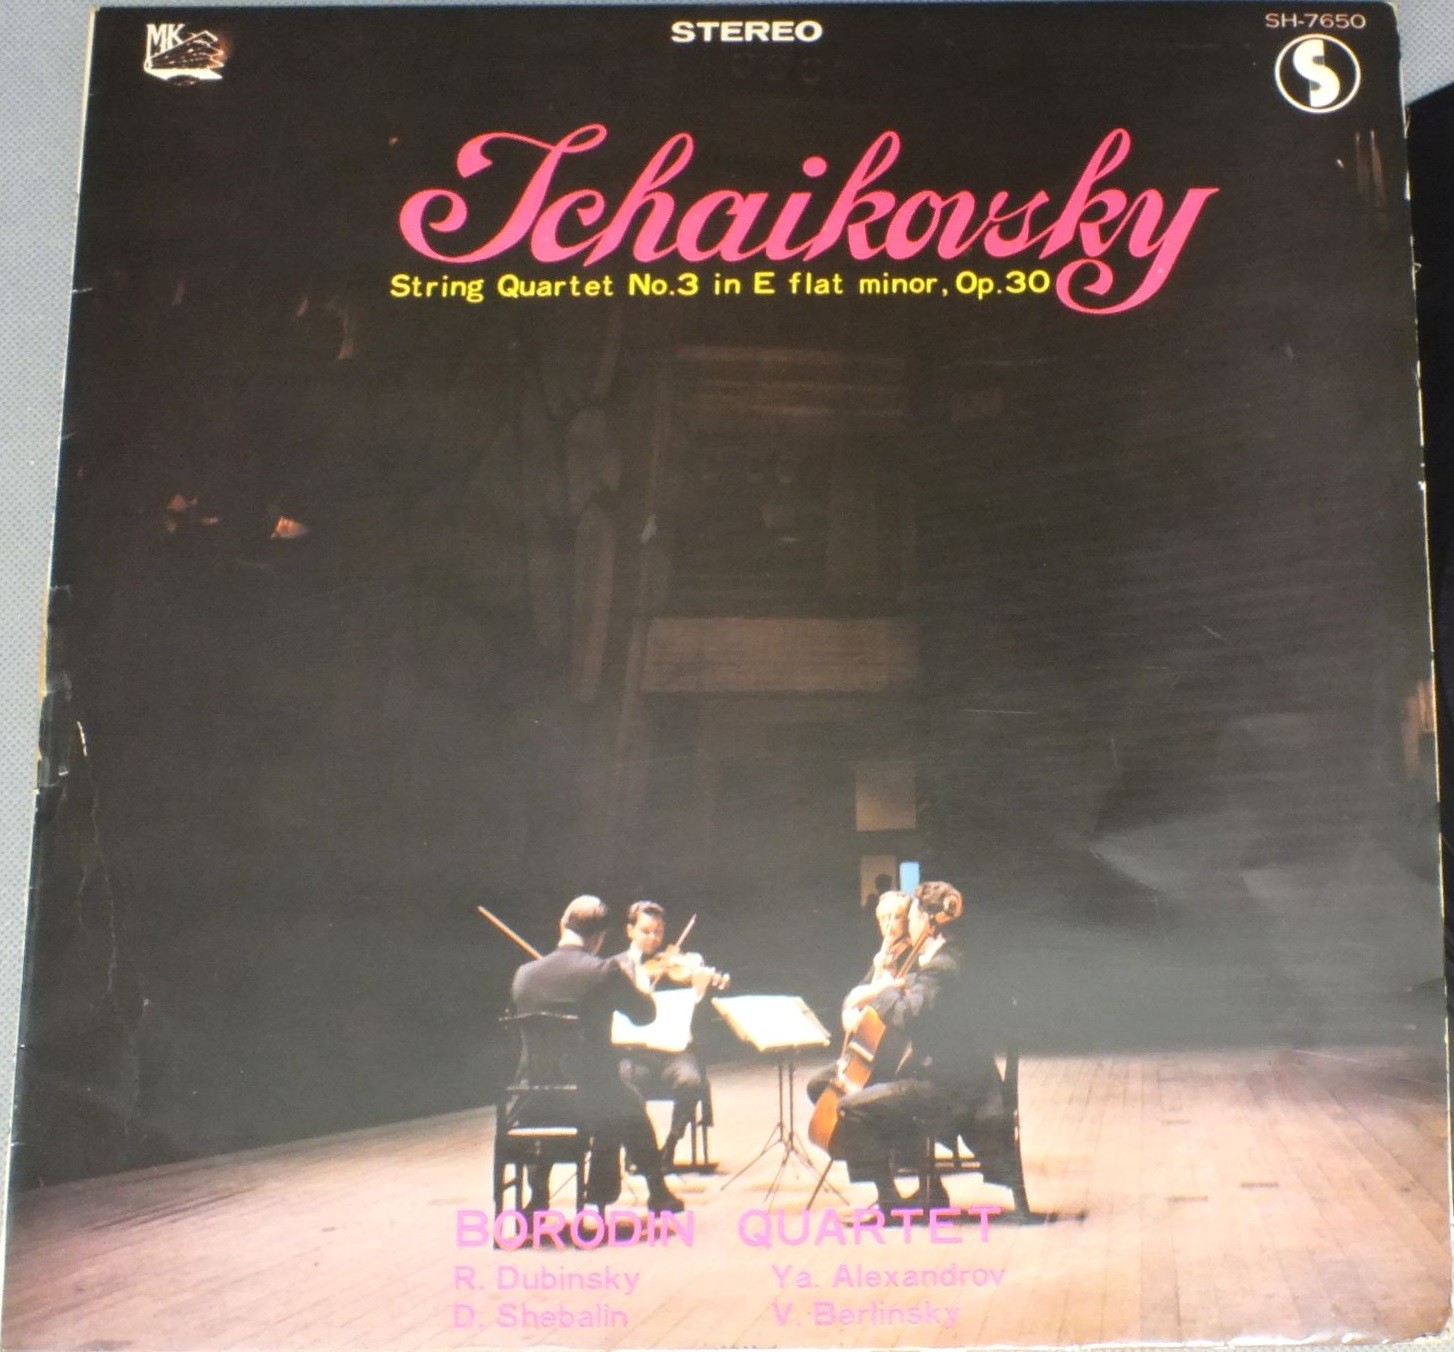 MK
STEREO
SH-7650
S
Tchaikovsky
String Quartet No.3 in E flat minor, Op.30
BORODIN QUARTET
R. Dubinsky Ya. Alexandrov
D. Shebalin V. Berlinsky